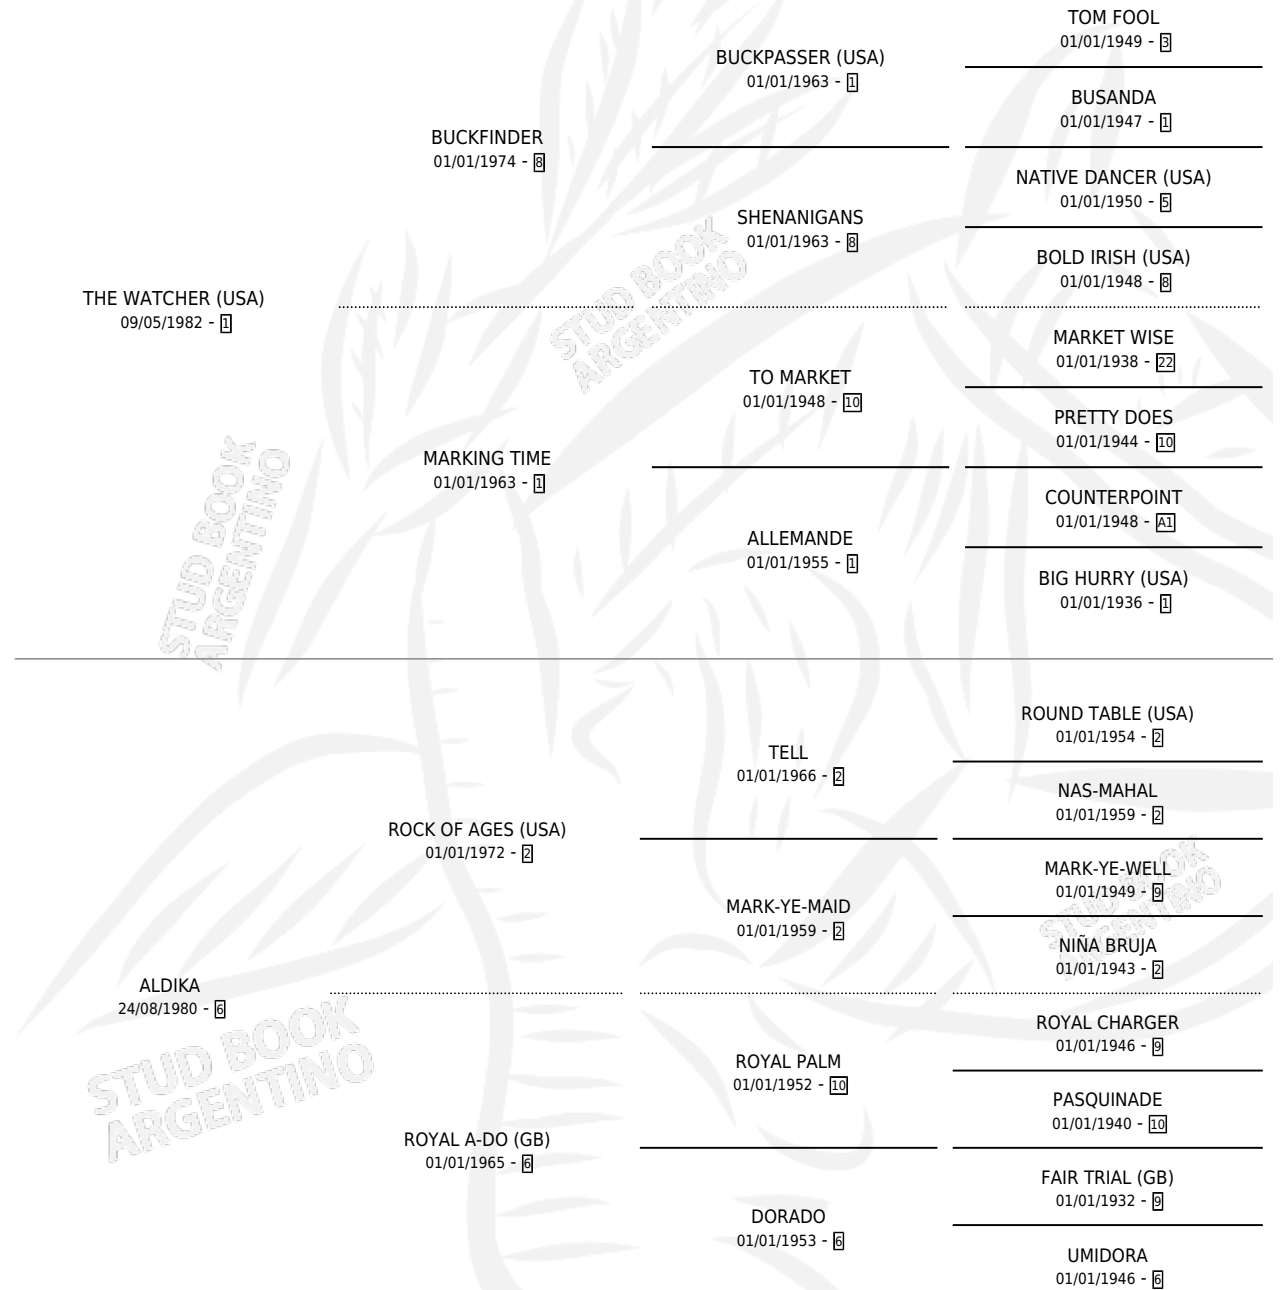 TOM FOOL
01/01/1949 - 3
BUCKPASSER (USA)
01/01/1963 - 1
BUSANDA
01/01/1947 - 1
BUCKFINDER
01/01/1974 - 8
NATIVE DANCER (USA)
01/01/1950 - 5
SHENANIGANS
01/01/1963 - 8
BOLD IRISH (USA)
01/01/1948 - 8
THE WATCHER (USA)
09/05/1982 - 1
MARKET WISE
01/01/1938 - 22
TO MARKET
01/01/1948 - 10
PRETTY DOES
01/01/1944 - 10
MARKING TIME
01/01/1963 - 1
COUNTERPOINT
01/01/1948 - A1
ALLEMANDE
01/01/1955 - 1
BIG HURRY (USA)
01/01/1936 - 1
ROUND TABLE (USA)
01/01/1954 - 2
TELL
01/01/1966 - 2
NAS-MAHAL
01/01/1959 - 2
ROCK OF AGES (USA)
01/01/1972 - 2
MARK-YE-WELL
01/01/1949 - 9
MARK-YE-MAID
01/01/1959 - 2
NIÑA BRUJA
01/01/1943 - 2
ALDIKA
24/08/1980 - 6
ROYAL CHARGER
01/01/1946 - 9
ROYAL PALM
01/01/1952 - 10
PASQUINADE
01/01/1940 - 10
ROYAL A-DO (GB)
01/01/1965 - 6
FAIR TRIAL (GB)
01/01/1932 - 9
DORADO
01/01/1953 - 6
UMIDORA
01/01/1946 - 6
STUD BOOK
ARGENTINO
STUD BOOK
ARGENTINO
STUD BOOK
ARGENTINO
STUD BOOK
ARGENTINO